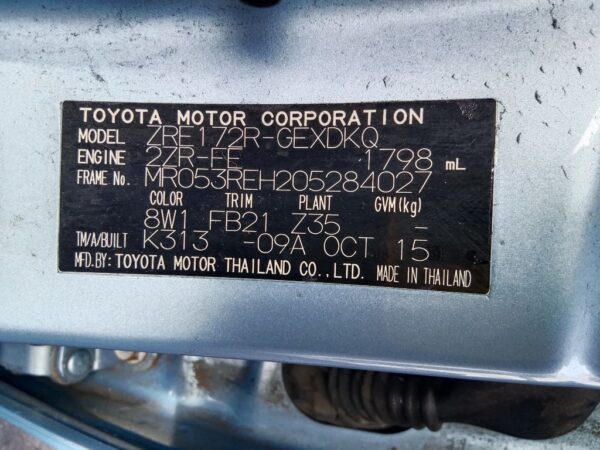 TOYOTA MOTOR CORPORATION
MODEL ZRE172R-GEXDKQ
ENGINE 2ZR-FE 1798 mL
FRAME No. MR053REH205284027
COLOR TRIM PLANT GVM(kg)
8W1 FB21 Z35 -
TM/A/BUILT K313 -09A OCT 15
MFD.BY: TOYOTA MOTOR THAILAND CO.,LTD. MADE IN THAILAND